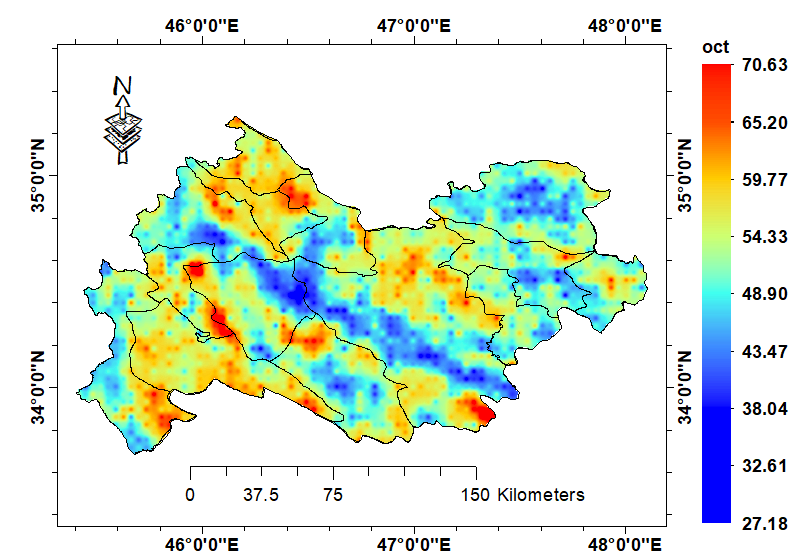 46°0'0"E 47°0'0"E 48°0'0"E
oct
70.63
65.20
59.77
54.33
48.90
43.47
38.04
32.61
27.18
N
35°0'0"N 35°0'0"N
34°0'0"N 34°0'0"N
0 37.5 75 150 Kilometers
46°0'0"E 47°0'0"E 48°0'0"E